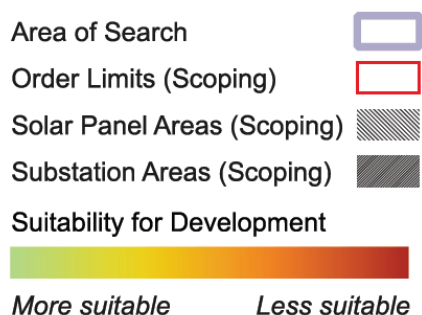 Area of Search
Order Limits (Scoping)
Solar Panel Areas (Scoping)
Substation Areas (Scoping)
Suitability for Development
More suitable Less suitable